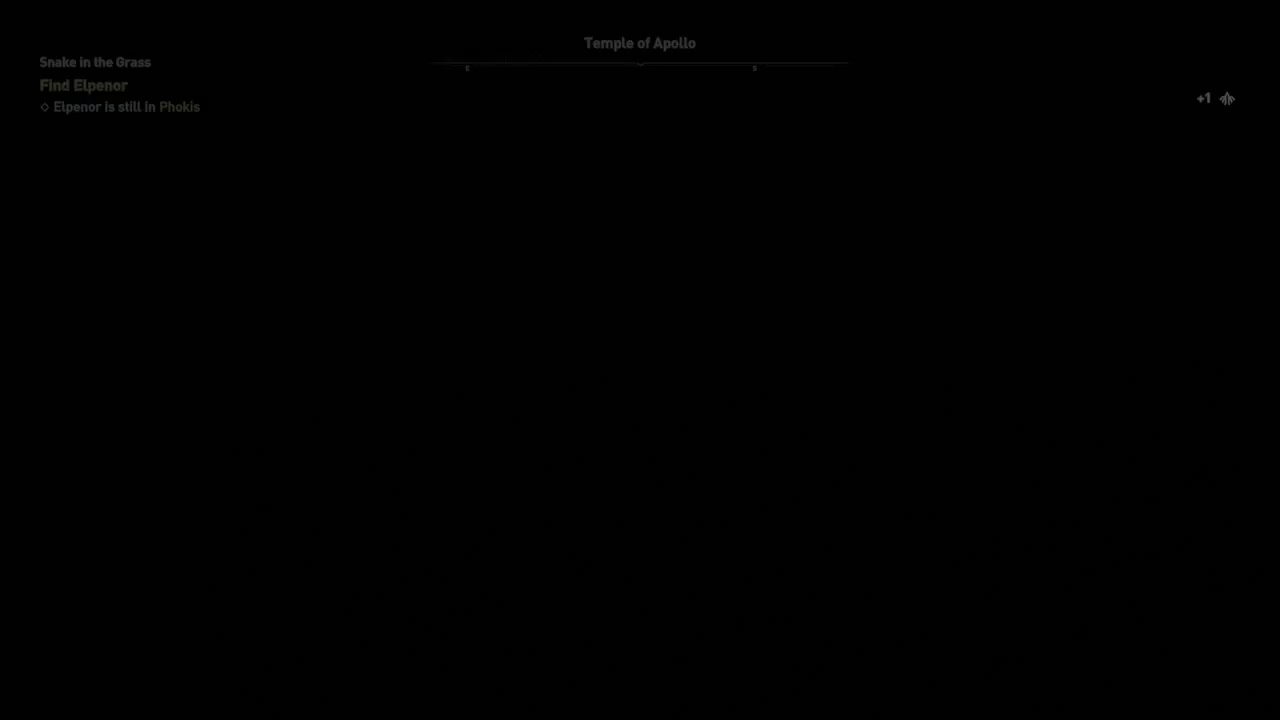 Temple of Apollo
Snake in the Grass
E
S
Find Elpenor
+1
Elpenor is still in Phokis